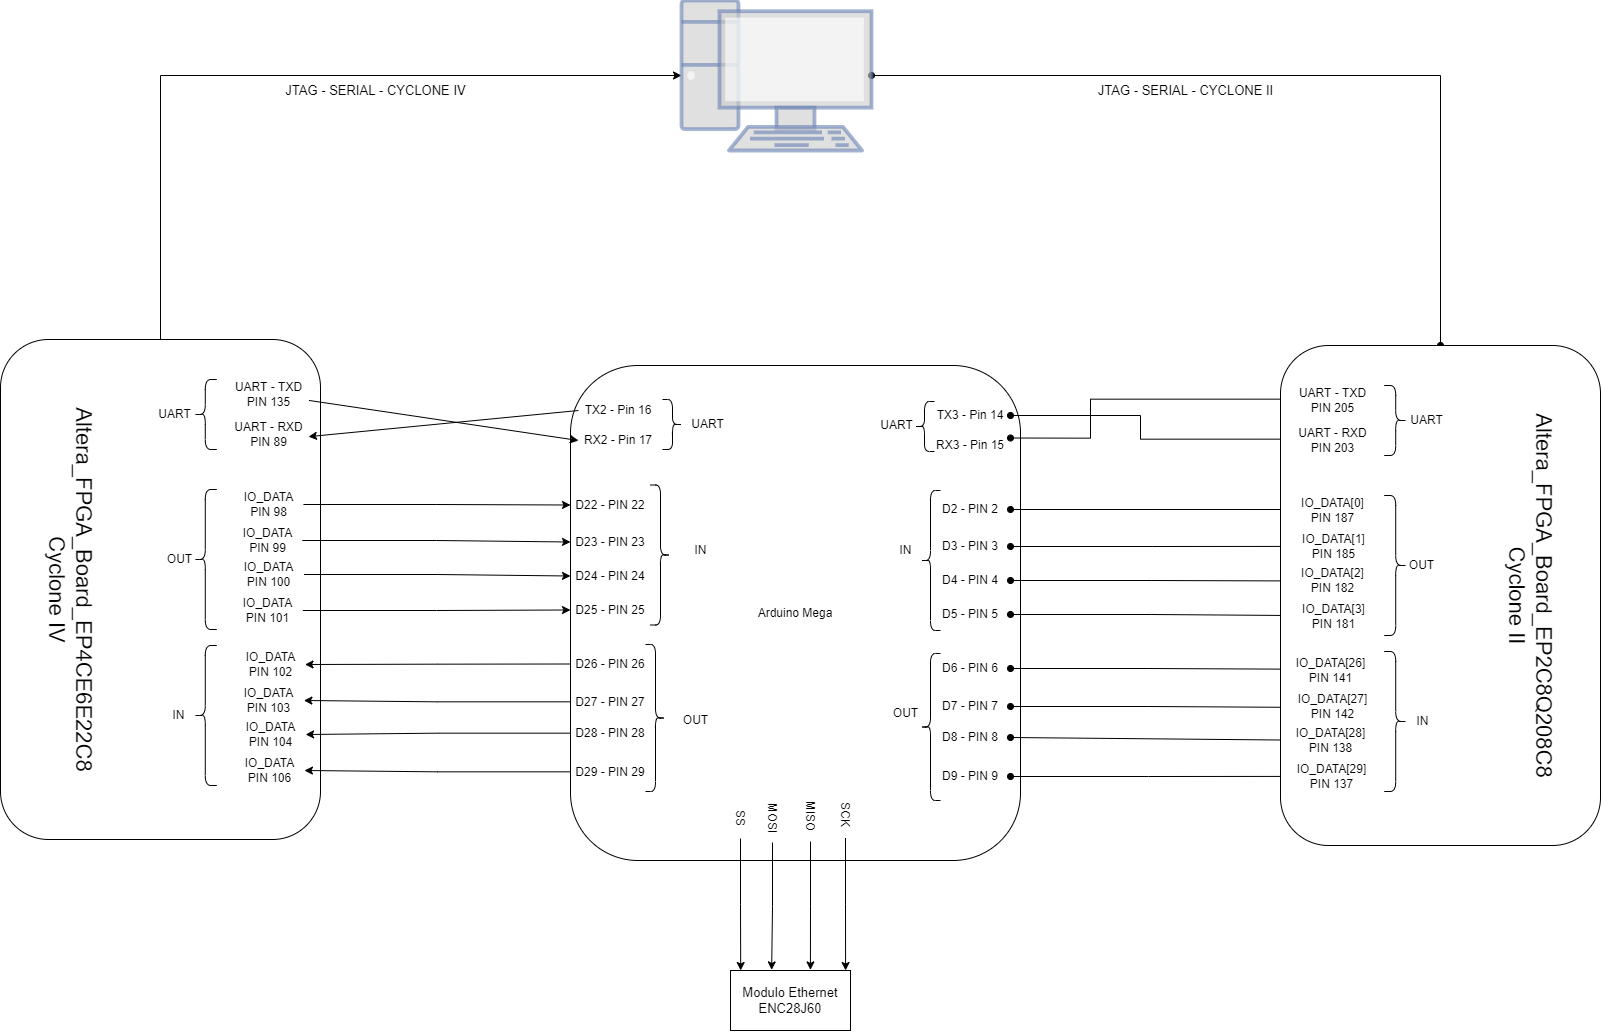 JTAG - SERIAL - CYCLONE IV
JTAG - SERIAL - CYCLONE II
Altera_FPGA_Board_EP4CE6E22C8
Cyclone IV
UART
UART - TXD
PIN 135
UART - RXD
PIN 89
OUT
IO_DATA
PIN 98
IO_DATA
PIN 99
IO_DATA
PIN 100
IO_DATA
PIN 101
IN
IO_DATA
PIN 102
IO_DATA
PIN 103
IO_DATA
PIN 104
IO_DATA
PIN 106
TX2 - Pin 16
RX2 - Pin 17
UART
D22 - PIN 22
D23 - PIN 23
D24 - PIN 24
D25 - PIN 25
IN
D26 - PIN 26
D27 - PIN 27
D28 - PIN 28
D29 - PIN 29
OUT
Arduino Mega
UART
TX3 - Pin 14
RX3 - Pin 15
IN
D2 - PIN 2
D3 - PIN 3
D4 - PIN 4
D5 - PIN 5
OUT
D6 - PIN 6
D7 - PIN 7
D8 - PIN 8
D9 - PIN 9
SS
MOSI
MISO
SCK
Modulo Ethernet
ENC28J60
UART - TXD
PIN 205
UART - RXD
PIN 203
UART
IO_DATA[0]
PIN 187
IO_DATA[1]
PIN 185
IO_DATA[2]
PIN 182
IO_DATA[3]
PIN 181
OUT
IO_DATA[26]
PIN 141
IO_DATA[27]
PIN 142
IO_DATA[28]
PIN 138
IO_DATA[29]
PIN 137
IN
Altera_FPGA_Board_EP2C8Q208C8
Cyclone II